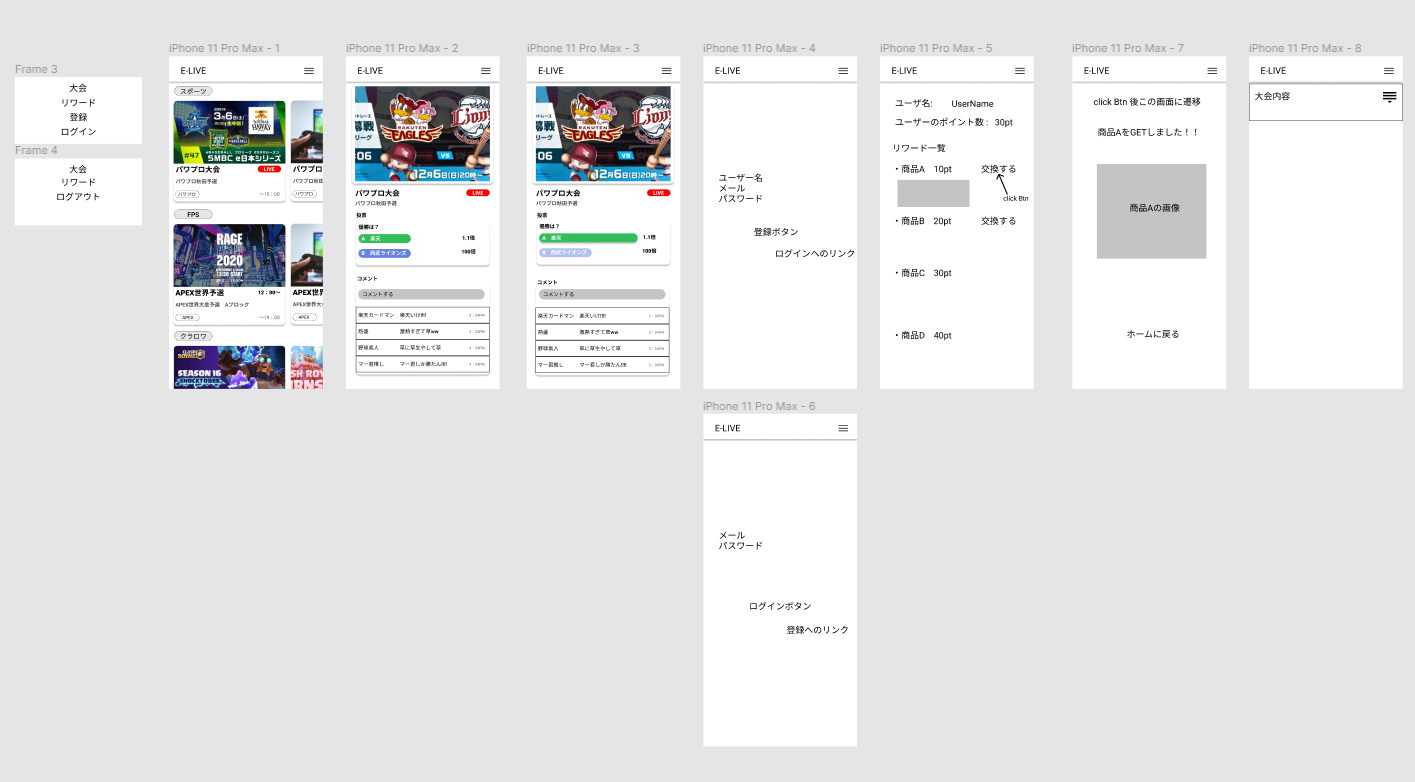 Frame 3
大会
リワード
登録
ログイン
Frame 4
大会
リワード
ログアウト
iPhone 11 Pro Max - 1
E-LIVE
スポーツ
3月6日(土)
#号7
SMBC e日本シリーズ
パワプロ大会
LIVE
パワプロ秋田予選
パワプロ
〜15：00
パワプロ
パワプロ秋田
パワプロ
FPS
RAGE
2020
APEX世界予選
12：00〜
APEX世界大会予選 Aブロック
APEX
〜19：00
APEX世
APEX世界大
APEX
クラロワ
CLASH ROYALE
SEASON 16
SHOCKTOBER
iPhone 11 Pro Max - 2
E-LIVE
RAKUTEN
EAGLES
Lions
VS
12月6日(日)20時
パワプロ大会
LIVE
パワプロ秋田予選
投票
優勝は？
A 楽天
1.1倍
B 西武ライオンズ
100倍
コメント
コメントする
楽天カードマン 楽天いけ!!!!
熱盛 激熱すぎて草ww
野球素人 草に草生やして草
マー君推し マー君しか勝たん!!!!
iPhone 11 Pro Max - 3
E-LIVE
RAKUTEN
EAGLES
Lions
VS
12月6日(日)20時
パワプロ大会
LIVE
パワプロ秋田予選
投票
優勝は？
A 楽天
1.1倍
B 西武ライオンズ
100倍
コメント
コメントする
楽天カードマン 楽天いけ!!!!
熱盛 激熱すぎて草ww
野球素人 草に草生やして草
マー君推し マー君しか勝たん!!!!
iPhone 11 Pro Max - 4
E-LIVE
ユーザー名
メール
パスワード
登録ボタン
ログインへのリンク
iPhone 11 Pro Max - 5
E-LIVE
ユーザ名: UserName
ユーザーのポイント数： 30pt
リワード一覧
・商品A 10pt 交換する
click Btn
・商品B 20pt 交換する
・商品C 30pt
・商品D 40pt
iPhone 11 Pro Max - 7
E-LIVE
click Btn 後この画面に遷移
商品AをGETしました！！
商品Aの画像
ホームに戻る
iPhone 11 Pro Max - 8
E-LIVE
大会内容
iPhone 11 Pro Max - 6
E-LIVE
メール
パスワード
ログインボタン
登録へのリンク